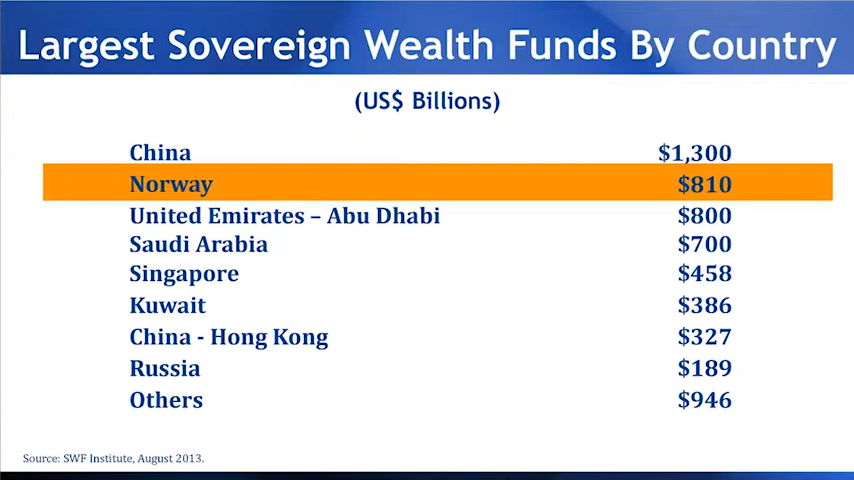 Largest Sovereign Wealth Funds By Country
(US$ Billions)
China $1,300
Norway $810
United Emirates – Abu Dhabi $800
Saudi Arabia $700
Singapore $458
Kuwait $386
China - Hong Kong $327
Russia $189
Others $946
Source: SWF Institute, August 2013.